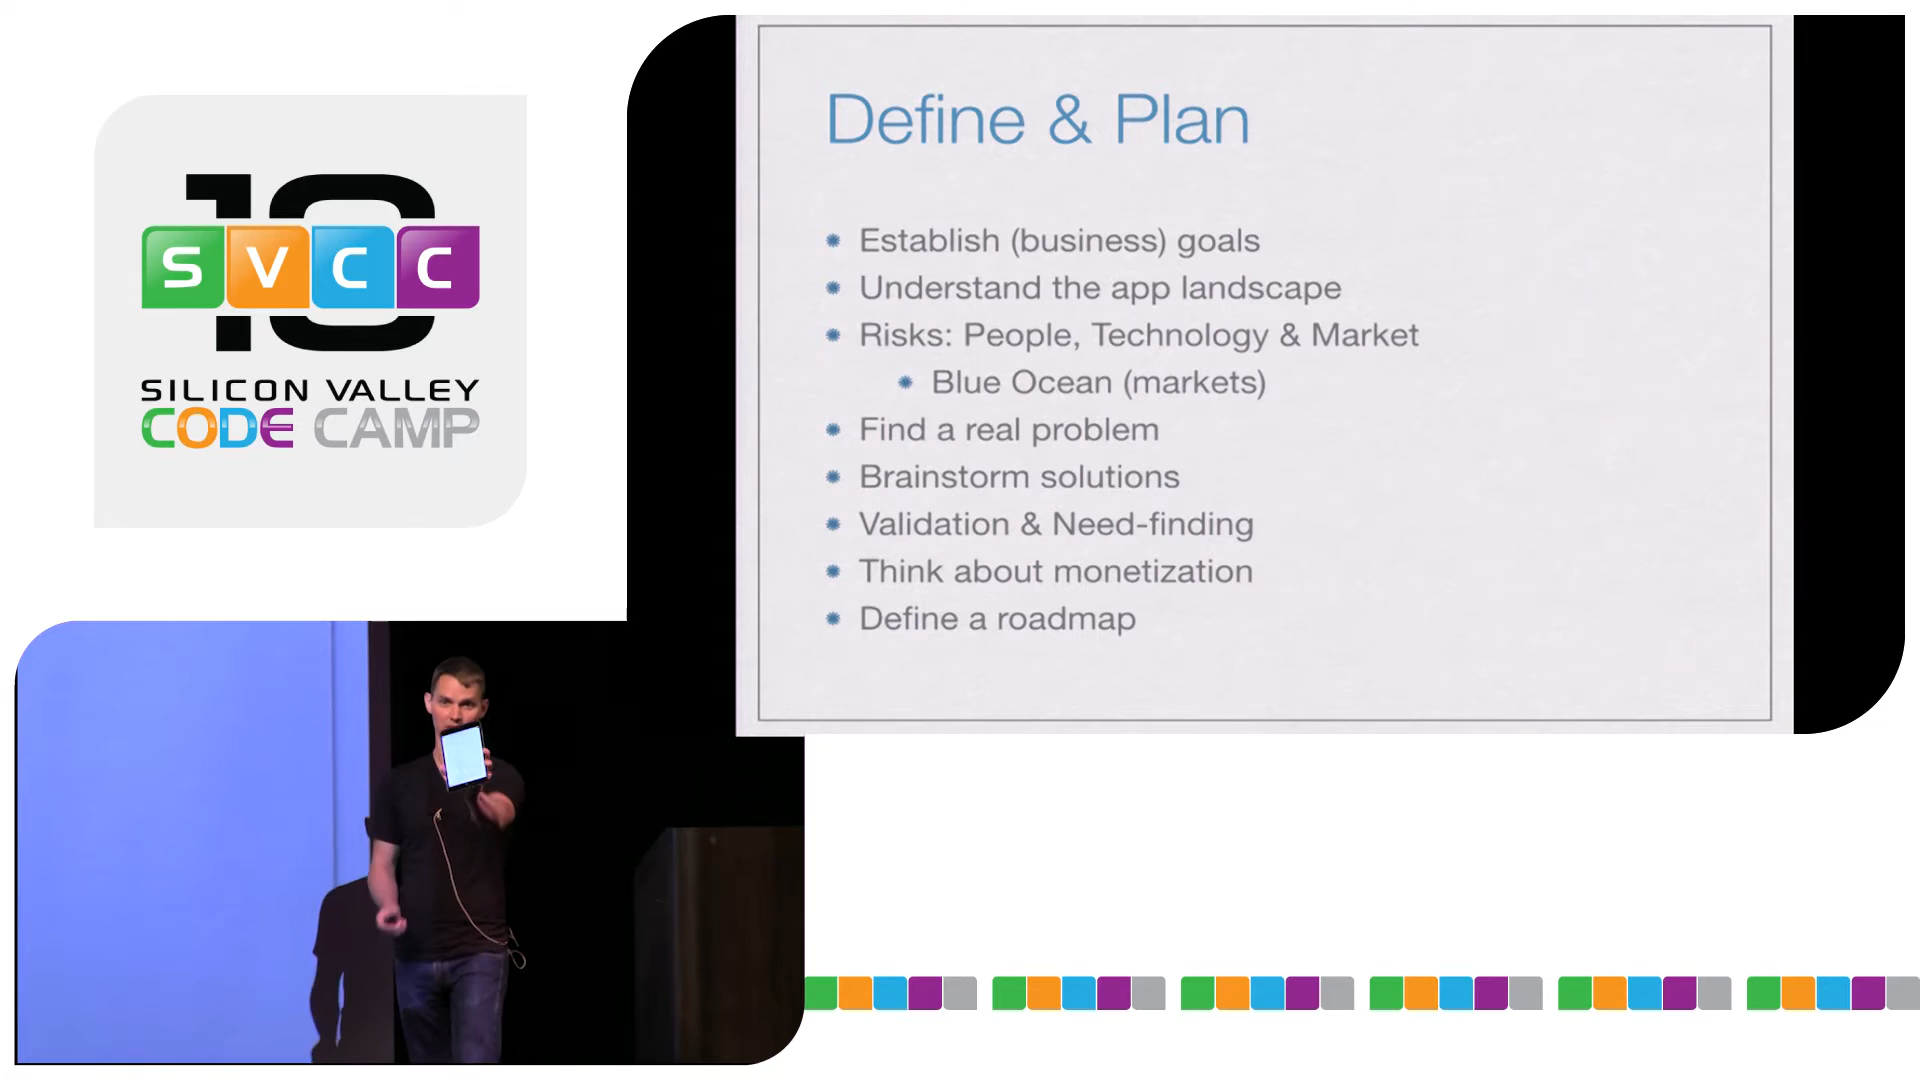 10
SVCC
SILICON VALLEY
CODE CAMP
Define & Plan
Establish (business) goals
Understand the app landscape
Risks: People, Technology & Market
Blue Ocean (markets)
Find a real problem
Brainstorm solutions
Validation & Need-finding
Think about monetization
Define a roadmap